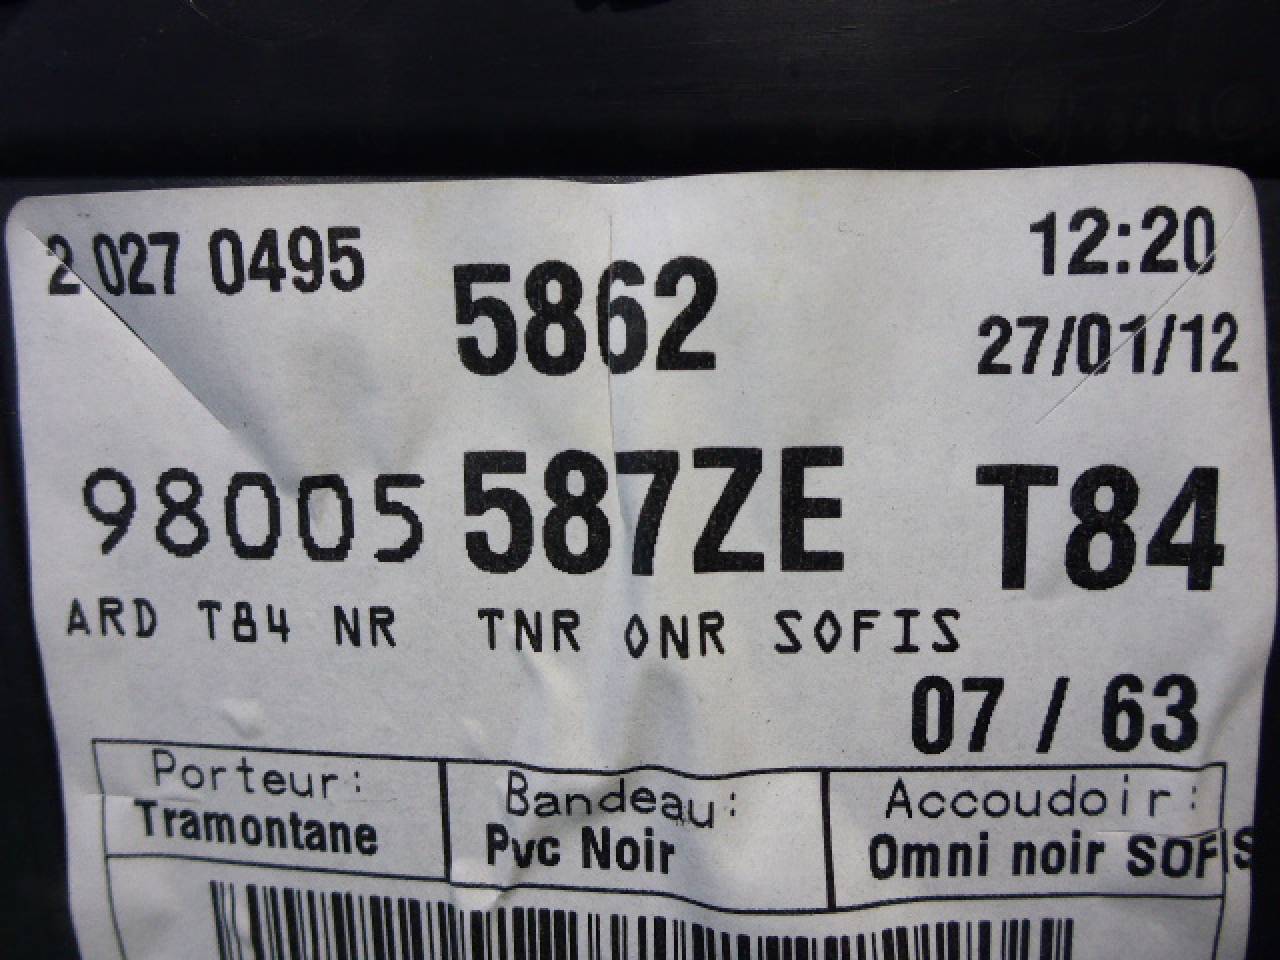 2 027 0495
5862
12:20
27/01/12
98005 587ZE T84
ARD T84 NR TNR ONR SOFIS
07 / 63
Porteur: Bandeau: Accoudoir:
Tramontane Pvc Noir Omni noir SOFIS